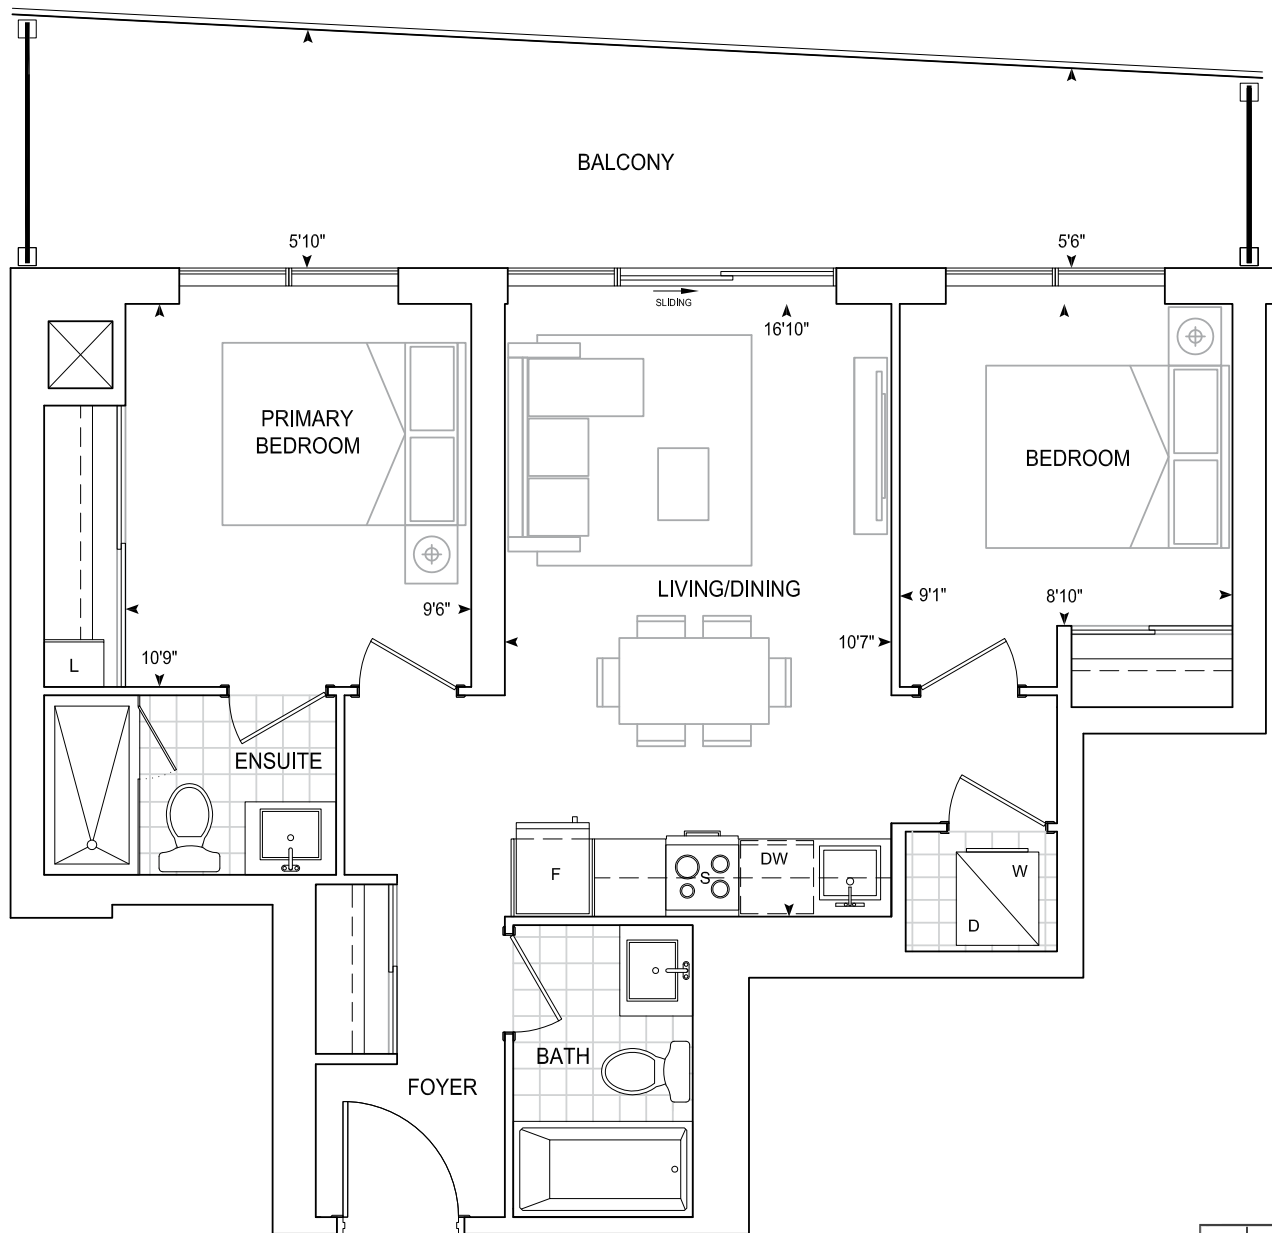 BALCONY
5'10"
5'6"
SLIDING
16'10"
PRIMARY
BEDROOM
BEDROOM
LIVING/DINING
9'6"
9'1"
8'10"
10'7"
10'9"
L
ENSUITE
DW
F
S
W
D
BATH
FOYER